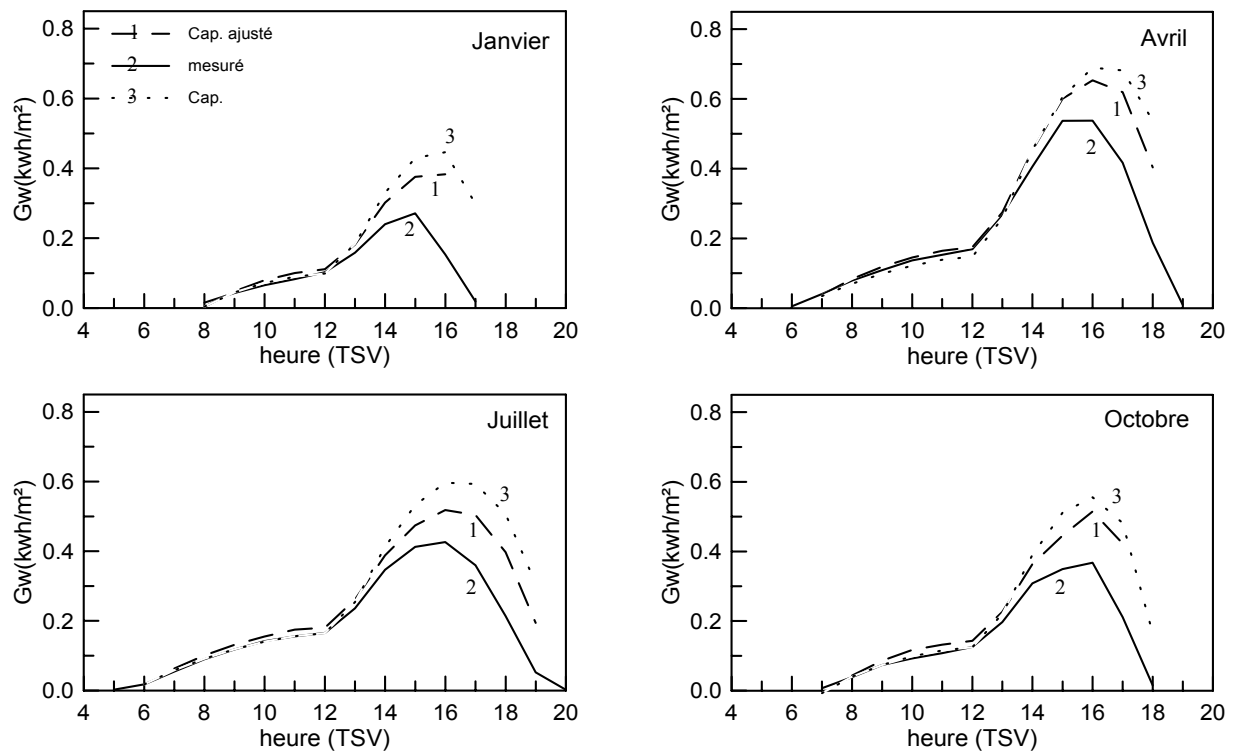 0.8
0.6
0.4
0.2
0.0
Gw(kwh/m²)
1 Cap. ajusté
2 mesuré
3 Cap.
Janvier
3
1
2
4 6 8 10 12 14 16 18 20
heure (TSV)
0.8
0.6
0.4
0.2
0.0
Gw(kwh/m²)
Avril
3
1
2
4 6 8 10 12 14 16 18 20
heure (TSV)
0.8
0.6
0.4
0.2
0.0
Gw(kwh/m²)
Juillet
3
1
2
4 6 8 10 12 14 16 18 20
heure (TSV)
0.8
0.6
0.4
0.2
0.0
Gw(kwh/m²)
Octobre
3
1
2
4 6 8 10 12 14 16 18 20
heure (TSV)